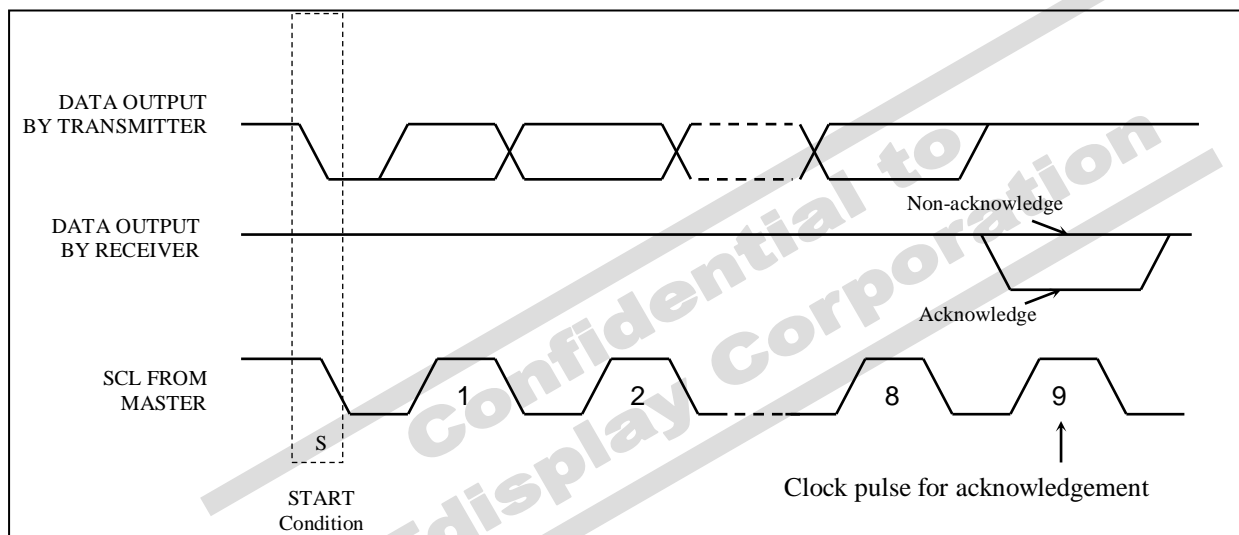 DATA OUTPUT
BY TRANSMITTER
Non-acknowledge
DATA OUTPUT
BY RECEIVER
Acknowledge
SCL FROM
MASTER
1
2
8
9
S
START
Condition
Clock pulse for acknowledgement
Confidential to
display Corporation